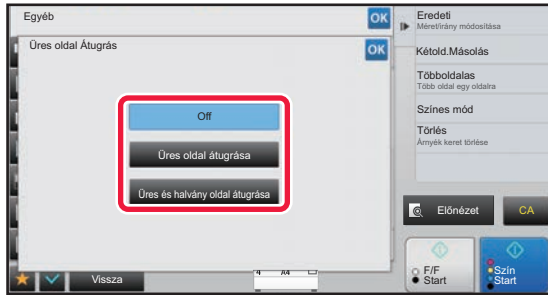 Egyéb
OK
Üres oldal Átugrás
OK
Off
Üres oldal átugrása
Üres és halvány oldal átugrása
Vissza
4
A4
Eredeti
Méret/irány módosítása
Kétold.Másolás
Többoldalas
Több oldal egy oldalra
Színes mód
Törlés
Árnyék keret törlése
Előnézet
CA
F/F
Start
Szín
Start